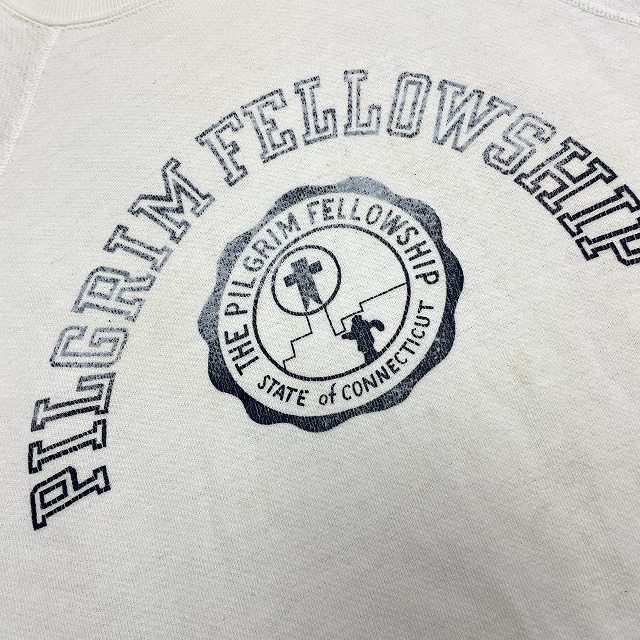 PILGRIM FELLOWSHIP
THE PILGRIM FELLOWSHIP
STATE of CONNECTICUT